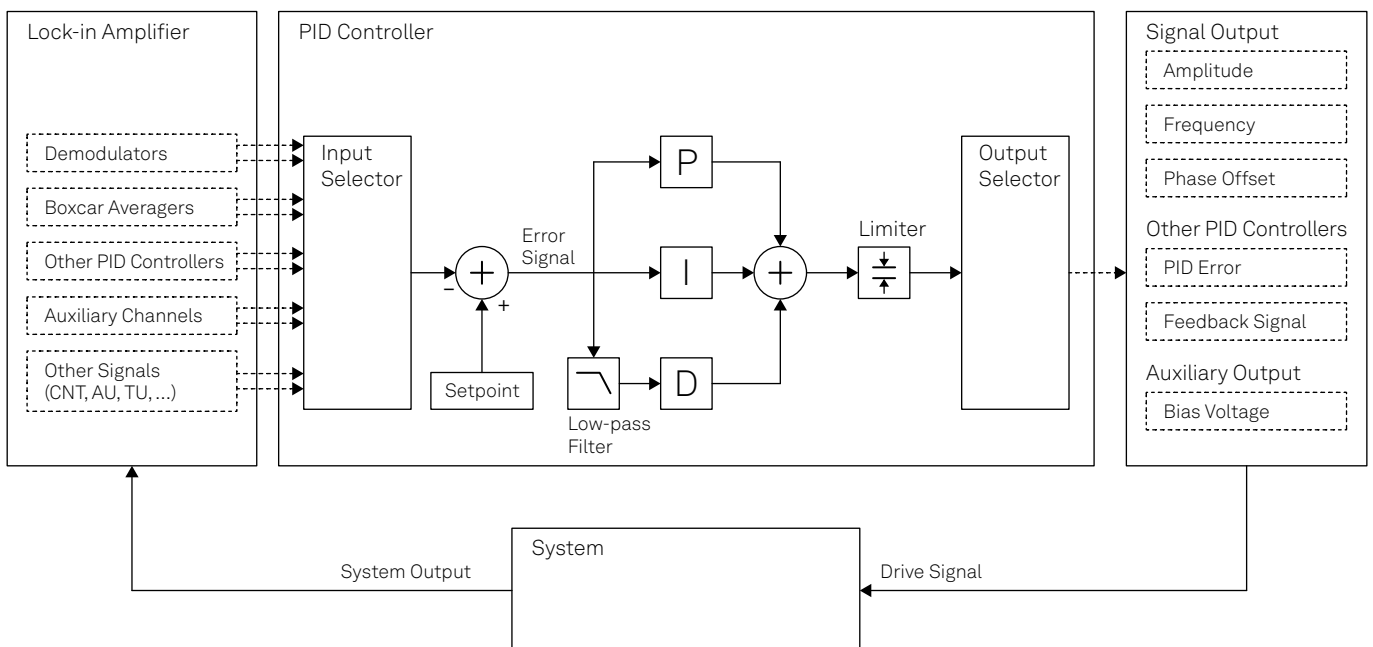 Lock-in Amplifier
Demodulators
Boxcar Averagers
Other PID Controllers
Auxiliary Channels
Other Signals
(CNT, AU, TU, ...)
PID Controller
Input
Selector
-
+
+
Setpoint
Error
Signal
P
I
D
Low-pass
Filter
+
Limiter
Output
Selector
Signal Output
Amplitude
Frequency
Phase Offset
Other PID Controllers
PID Error
Feedback Signal
Auxiliary Output
Bias Voltage
System
System Output
Drive Signal